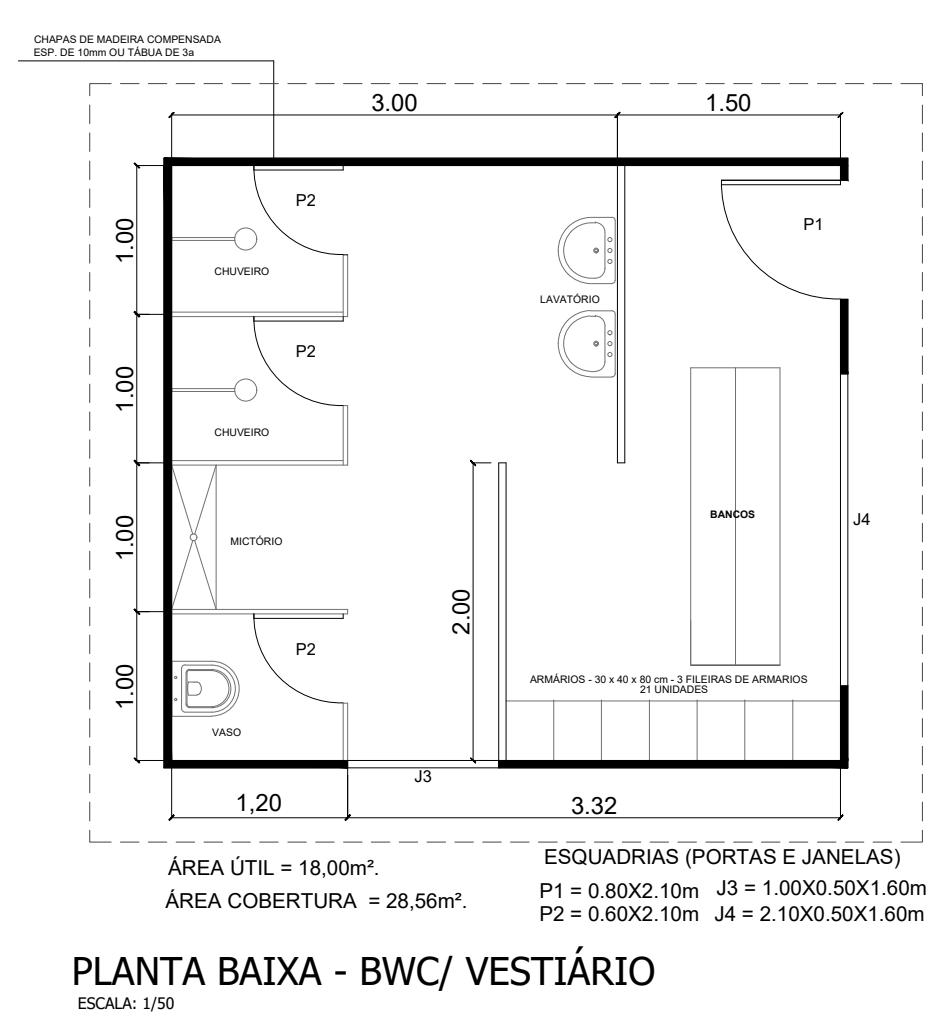 CHAPAS DE MADEIRA COMPENSADA
ESP. DE 10mm OU TÁBUA DE 3a
3.00
1.50
P2
P1
1.00
CHUVEIRO
LAVATÓRIO
P2
1.00
CHUVEIRO
BANCOS
J4
1.00
MICTÓRIO
2.00
P2
1.00
ARMÁRIOS - 30 x 40 x 80 cm - 3 FILEIRAS DE ARMARIOS
21 UNIDADES
VASO
J3
1,20
3.32
ÁREA ÚTIL = 18,00m².
ÁREA COBERTURA = 28,56m².
ESQUADRIAS (PORTAS E JANELAS)
P1 = 0.80X2.10m J3 = 1.00X0.50X1.60m
P2 = 0.60X2.10m J4 = 2.10X0.50X1.60m
PLANTA BAIXA - BWC/ VESTIÁRIO
ESCALA: 1/50